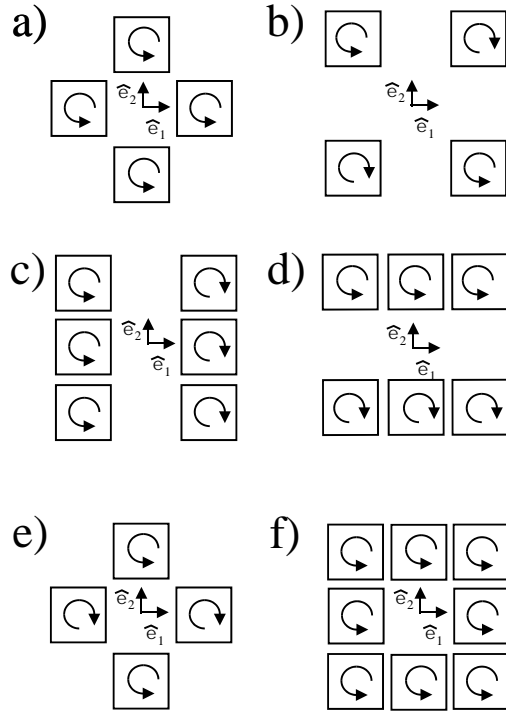 a) b)
ê₂ ê₂
ê₁ ê₁
c) d)
ê₂ ê₂
ê₁ ê₁
e) f)
ê₂ ê₂
ê₁ ê₁